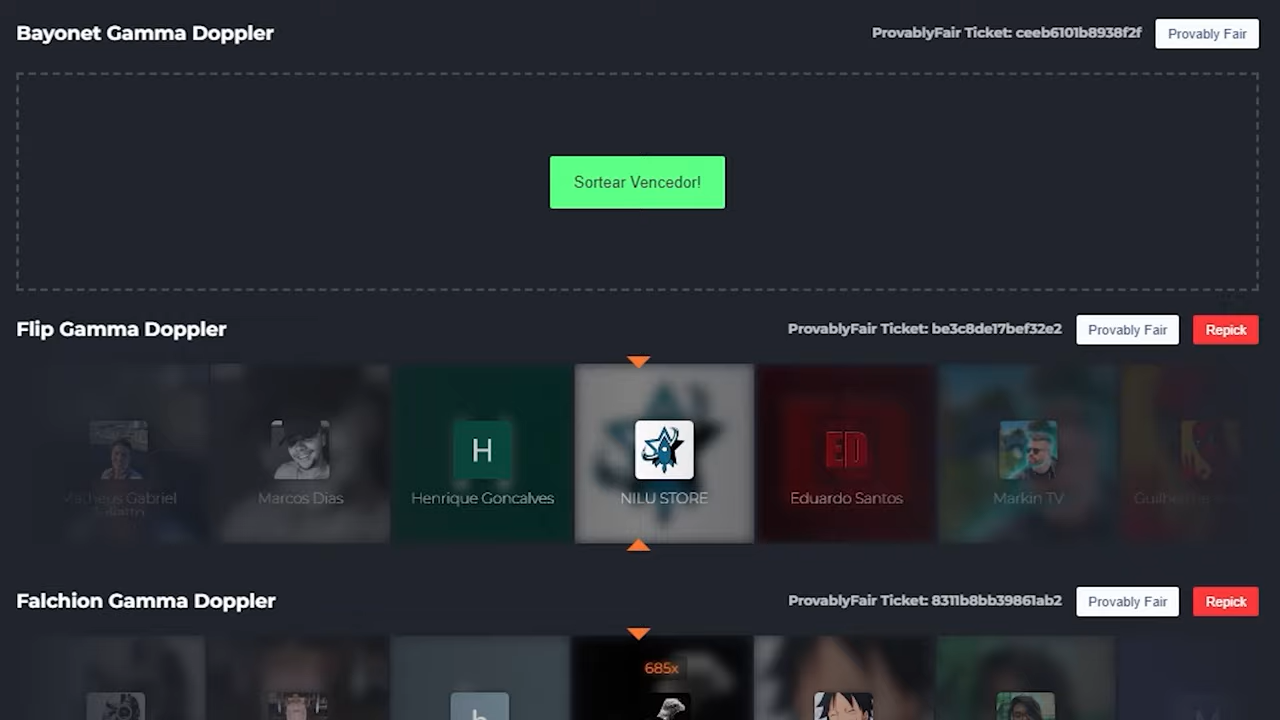 Bayonet Gamma Doppler
ProvablyFair Ticket: ceeb6101b8938f2f
Provably Fair
Sortear Vencedor!
Flip Gamma Doppler
ProvablyFair Ticket: be3c8de17bef32e2
Provably Fair
Repick
Matheus Gabriel
Marcos Dias
H
Henrique Goncalves
NILU STORE
ED
Eduardo Santos
Markin TV
Falchion Gamma Doppler
ProvablyFair Ticket: 8311b8bb39861ab2
Provably Fair
Repick
685x